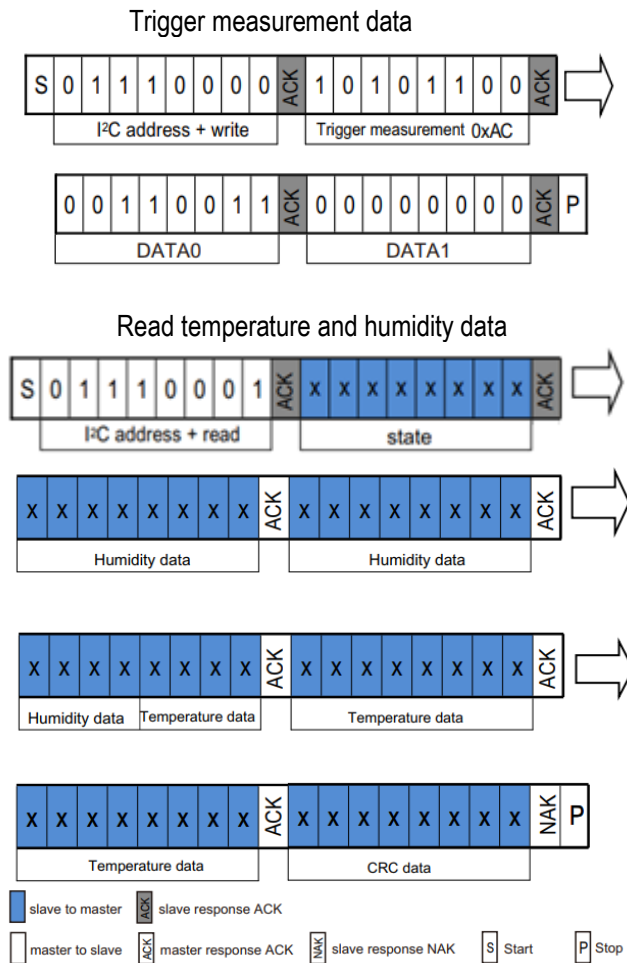 Trigger measurement data
S 0 1 1 1 0 0 0 0 ACK 1 0 1 0 1 1 0 0 ACK
I²C address + write Trigger measurement 0xAC
0 0 1 1 0 0 1 1 ACK 0 0 0 0 0 0 0 0 ACK P
DATA0 DATA1
Read temperature and humidity data
S 0 1 1 1 0 0 0 1 ACK x x x x x x x x ACK
I²C address + read state
X X X X X X X X ACK X X X X X X X X ACK
Humidity data Humidity data
X X X X X X X X ACK X X X X X X X X ACK
Humidity data Temperature data Temperature data
X X X X X X X X ACK X X X X X X X X NAK P
Temperature data CRC data
slave to master ACK slave response ACK
master to slave ACK master response ACK NAK slave response NAK S Start P Stop